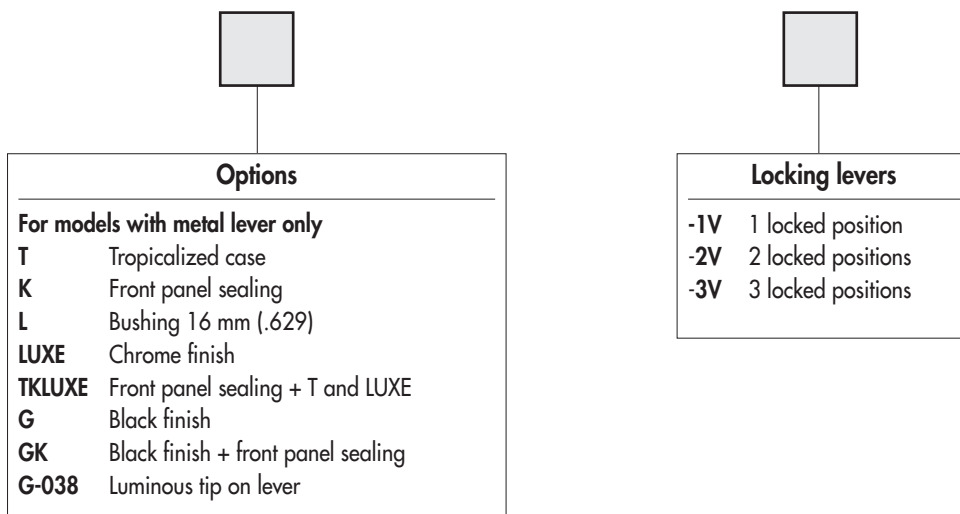 Options
For models with metal lever only
T Tropicalized case
K Front panel sealing
L Bushing 16 mm (.629)
LUXE Chrome finish
TKLUXE Front panel sealing + T and LUXE
G Black finish
GK Black finish + front panel sealing
G-038 Luminous tip on lever
Locking levers
-1V 1 locked position
-2V 2 locked positions
-3V 3 locked positions